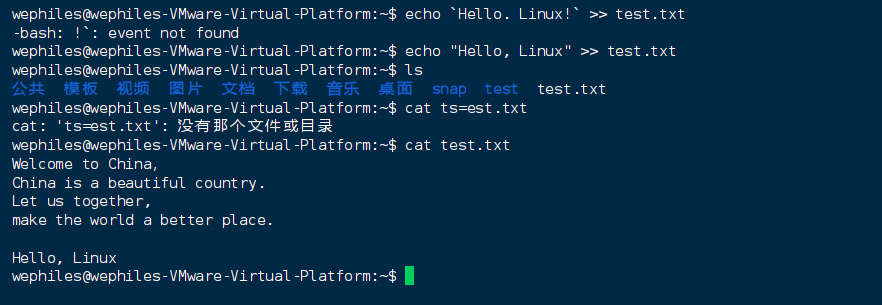 wephiles@wephiles-VMware-Virtual-Platform:~$ echo `Hello. Linux!` >> test.txt
-bash: !`: event not found
wephiles@wephiles-VMware-Virtual-Platform:~$ echo "Hello, Linux" >> test.txt
wephiles@wephiles-VMware-Virtual-Platform:~$ ls
公共 模板 视频 图片 文档 下载 音乐 桌面 snap test test.txt
wephiles@wephiles-VMware-Virtual-Platform:~$ cat ts=est.txt
cat: 'ts=est.txt': 没有那个文件或目录
wephiles@wephiles-VMware-Virtual-Platform:~$ cat test.txt
Welcome to China,
China is a beautiful country.
Let us together,
make the world a better place.

Hello, Linux
wephiles@wephiles-VMware-Virtual-Platform:~$